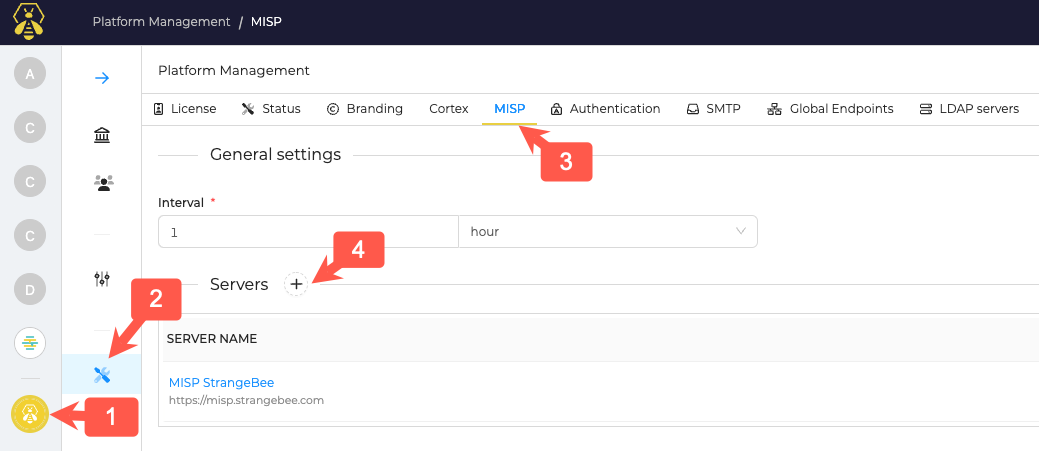 Platform Management / MISP
A
C
C
C
D
1
2
Platform Management
License Status Branding Cortex MISP Authentication SMTP Global Endpoints LDAP servers
3
General settings
Interval *
1 hour
4
Servers +
SERVER NAME
MISP StrangeBee
https://misp.strangebee.com